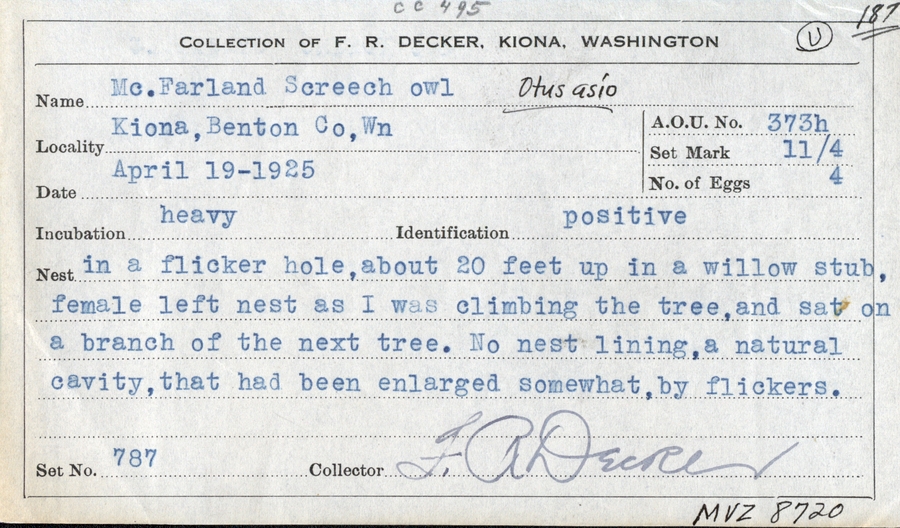 CC 495
187
COLLECTION OF F. R. DECKER, KIONA, WASHINGTON U
Name Mc.Farland Screech owl Otus asio
Locality Kiona,Benton Co,Wn
A.O.U. No. 373h
Set Mark 11/4
No. of Eggs 4
Date April 19-1925
Incubation heavy Identification positive
Nest in a flicker hole,about 20 feet up in a willow stub,
female left nest as I was climbing the tree,and sat on
a branch of the next tree. No nest lining,a natural
cavity,that had been enlarged somewhat,by flickers.
Set No. 787 Collector F. R Decker
MVZ 8720